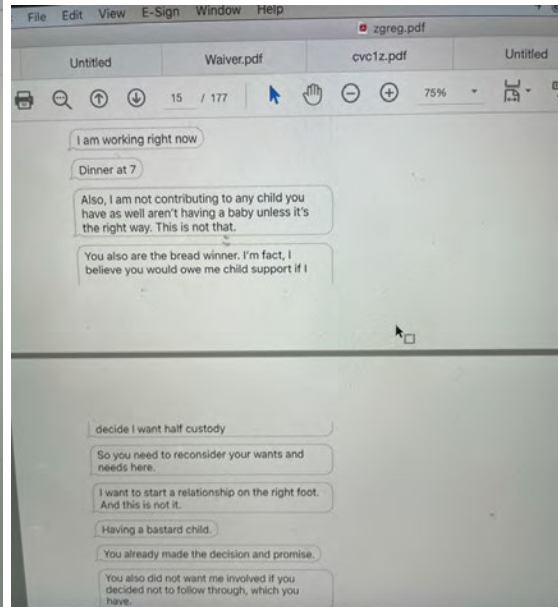 File Edit View E-Sign Window Help
zgreg.pdf
Untitled Waiver.pdf cvc1z.pdf Untitled
15 / 177 75%
I am working right now
Dinner at 7
Also, I am not contributing to any child you
have as well aren't having a baby unless it's
the right way. This is not that.
You also are the bread winner. I'm fact, I
believe you would owe me child support if I
decide I want half custody
So you need to reconsider your wants and
needs here.
I want to start a relationship on the right foot.
And this is not it.
Having a bastard child.
You already made the decision and promise.
You also did not want me involved if you
decided not to follow through, which you
have.